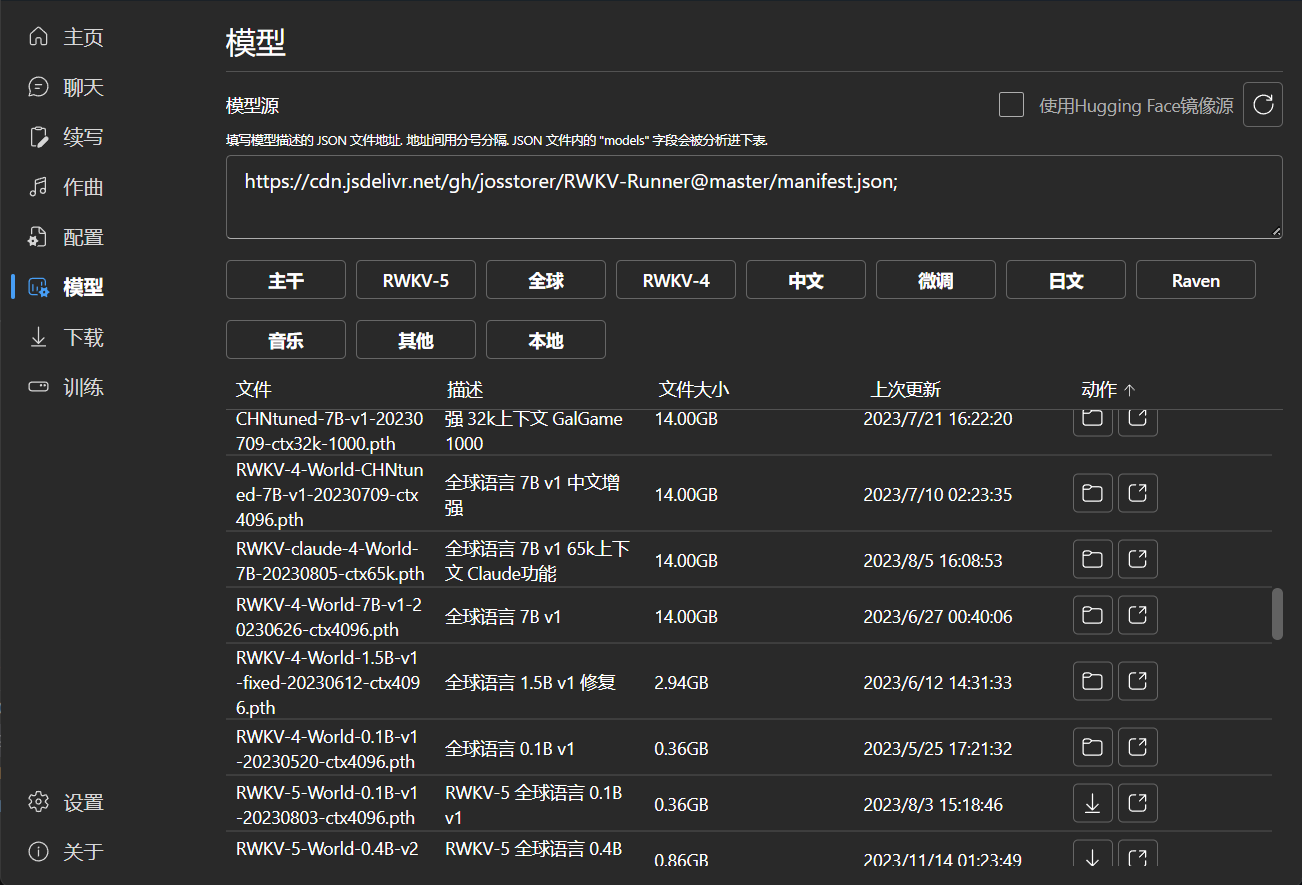 主页
聊天
续写
作曲
配置
模型
下载
训练
设置
关于
模型
模型源
使用Hugging Face镜像源
填写模型描述的 JSON 文件地址, 地址间用分号分隔. JSON 文件内的 "models" 字段会被分析进下表.
https://cdn.jsdelivr.net/gh/josstorer/RWKV-Runner@master/manifest.json;
主干 RWKV-5 全球 RWKV-4 中文 微调 日文 Raven
音乐 其他 本地
文件 描述 文件大小 上次更新 动作 ↑
CHNtuned-7B-v1-20230
709-ctx32k-1000.pth
强 32k上下文 GalGame
1000
14.00GB
2023/7/21 16:22:20
RWKV-4-World-CHNtun
ed-7B-v1-20230709-ctx
4096.pth
全球语言 7B v1 中文增
强
14.00GB
2023/7/10 02:23:35
RWKV-claude-4-World-
7B-20230805-ctx65k.pth
全球语言 7B v1 65k上下
文 Claude功能
14.00GB
2023/8/5 16:08:53
RWKV-4-World-7B-v1-2
0230626-ctx4096.pth
全球语言 7B v1
14.00GB
2023/6/27 00:40:06
RWKV-4-World-1.5B-v1
-fixed-20230612-ctx409
6.pth
全球语言 1.5B v1 修复
2.94GB
2023/6/12 14:31:33
RWKV-4-World-0.1B-v1
-20230520-ctx4096.pth
全球语言 0.1B v1
0.36GB
2023/5/25 17:21:32
RWKV-5-World-0.1B-v1
-20230803-ctx4096.pth
RWKV-5 全球语言 0.1B
v1
0.36GB
2023/8/3 15:18:46
RWKV-5-World-0.4B-v2
RWKV-5 全球语言 0.4B
0.86GB
2023/11/14 01:23:49